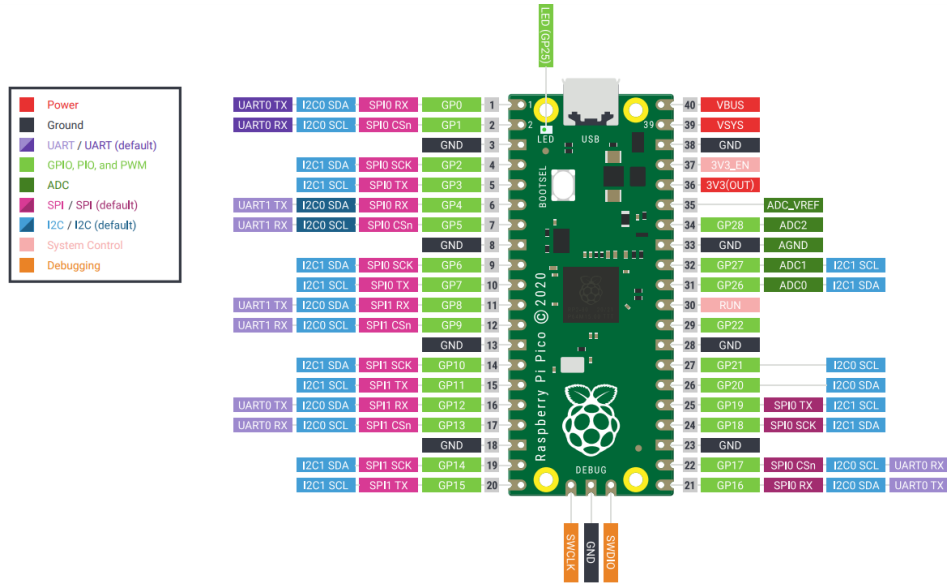 LED (GP25)
Power
Ground
UART / UART (default)
GPIO, PIO, and PWM
ADC
SPI / SPI (default)
I2C / I2C (default)
System Control
Debugging
UART0 TX I2C0 SDA SPI0 RX GP0 1
UART0 RX I2C0 SCL SPI0 CSn GP1 2
GND 3
I2C1 SDA SPI0 SCK GP2 4
I2C1 SCL SPI0 TX GP3 5
UART1 TX I2C0 SDA SPI0 RX GP4 6
UART1 RX I2C0 SCL SPI0 CSn GP5 7
GND 8
I2C1 SDA SPI0 SCK GP6 9
I2C1 SCL SPI0 TX GP7 10
UART1 TX I2C0 SDA SPI1 RX GP8 11
UART1 RX I2C0 SCL SPI1 CSn GP9 12
GND 13
I2C1 SDA SPI1 SCK GP10 14
I2C1 SCL SPI1 TX GP11 15
UART0 TX I2C0 SDA SPI1 RX GP12 16
UART0 RX I2C0 SCL SPI1 CSn GP13 17
GND 18
I2C1 SDA SPI1 SCK GP14 19
I2C1 SCL SPI1 TX GP15 20
1
2
39
LED
USB
BOOTSEL
Raspberry Pi Pico © 2020
DEBUG
40 VBUS
39 VSYS
38 GND
37 3V3_EN
36 3V3(OUT)
35 ADC_VREF
34 GP28 ADC2
33 GND AGND
32 GP27 ADC1 I2C1 SCL
31 GP26 ADC0 I2C1 SDA
30 RUN
29 GP22
28 GND
27 GP21 I2C0 SCL
26 GP20 I2C0 SDA
25 GP19 SPI0 TX I2C1 SCL
24 GP18 SPI0 SCK I2C1 SDA
23 GND
22 GP17 SPI0 CSn I2C0 SCL UART0 RX
21 GP16 SPI0 RX I2C0 SDA UART0 TX
SWCLK
GND
SWDIO